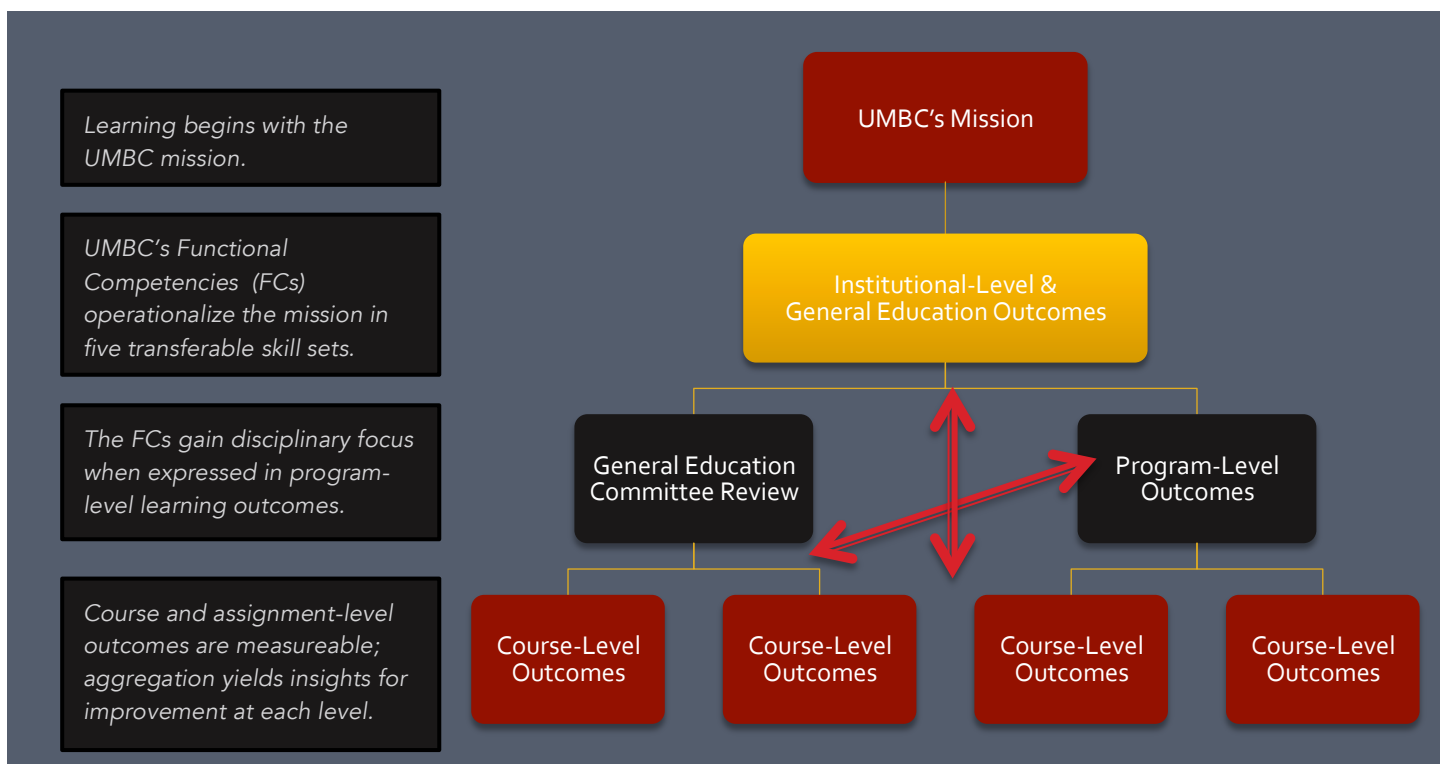 Learning begins with the
UMBC mission.
UMBC's Functional
Competencies (FCs)
operationalize the mission in
five transferable skill sets.
The FCs gain disciplinary focus
when expressed in program-
level learning outcomes.
Course and assignment-level
outcomes are measureable;
aggregation yields insights for
improvement at each level.
UMBC's Mission
Institutional-Level &
General Education Outcomes
General Education
Committee Review
Program-Level
Outcomes
Course-Level
Outcomes
Course-Level
Outcomes
Course-Level
Outcomes
Course-Level
Outcomes